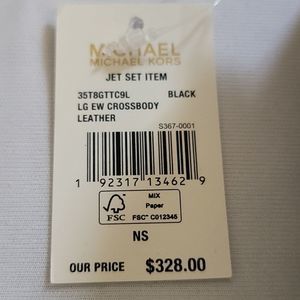 MICHAEL
MICHAEL KORS
JET SET ITEM
35T8GTTC9L BLACK
LG EW CROSSBODY
LEATHER
S367-0001
1 92317 13462 9
MIX
Paper
FSC FSC™ C012345
NS
OUR PRICE $328.00